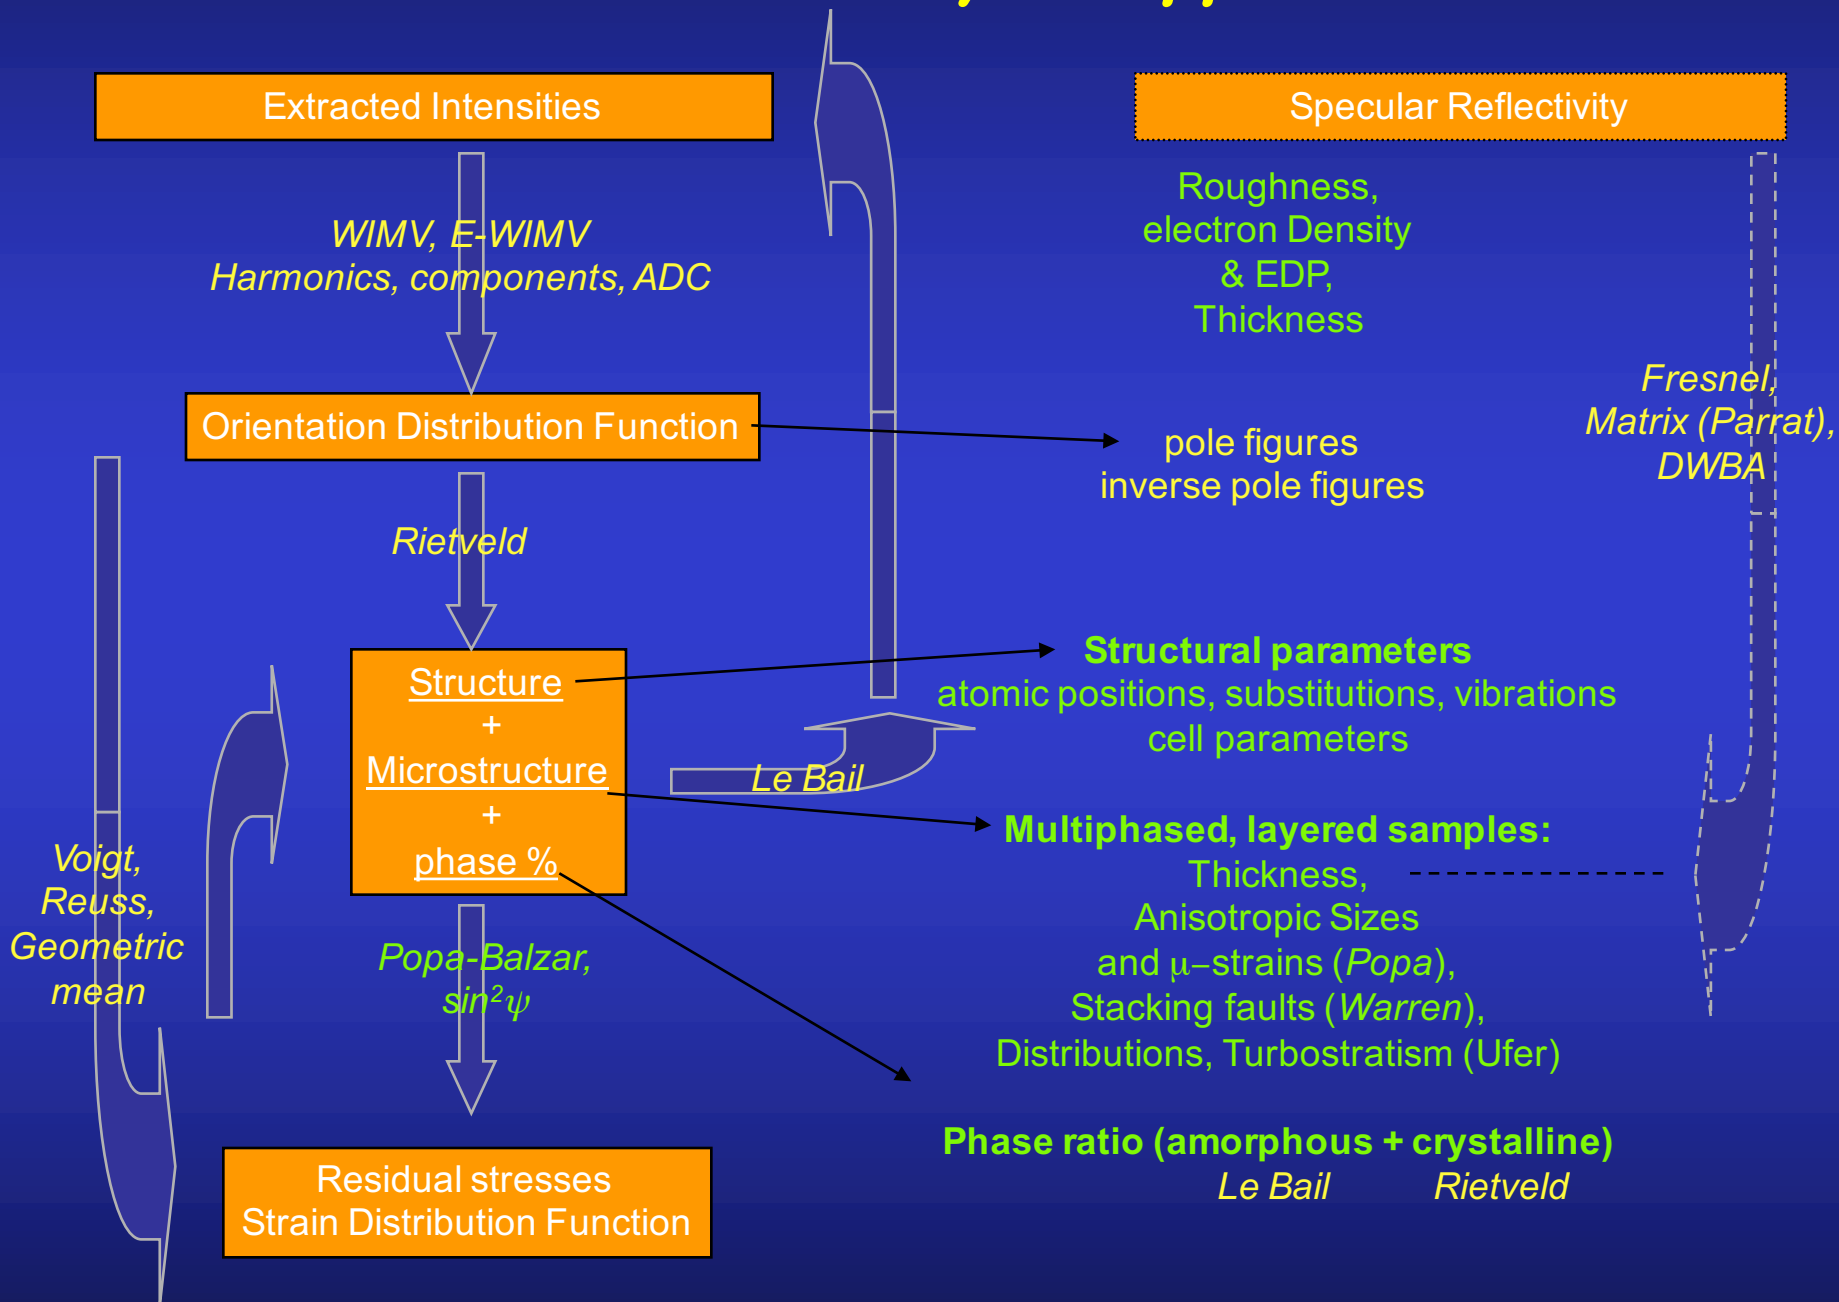 Extracted Intensities
Specular Reflectivity
WIMV, E-WIMV
Harmonics, components, ADC
Roughness,
electron Density
& EDP,
Thickness
Fresnel,
Matrix (Parrat),
DWBA
Orientation Distribution Function
pole figures
inverse pole figures
Rietveld
Structure
+
Microstructure
+
phase %
Structural parameters
atomic positions, substitutions, vibrations
cell parameters
Le Bail
Multiphased, layered samples:
Thickness,
Anisotropic Sizes
and μ−strains (Popa),
Stacking faults (Warren),
Distributions, Turbostratism (Ufer)
Voigt,
Reuss,
Geometric
mean
Popa-Balzar,
sin²ψ
Phase ratio (amorphous + crystalline)
Le Bail Rietveld
Residual stresses
Strain Distribution Function